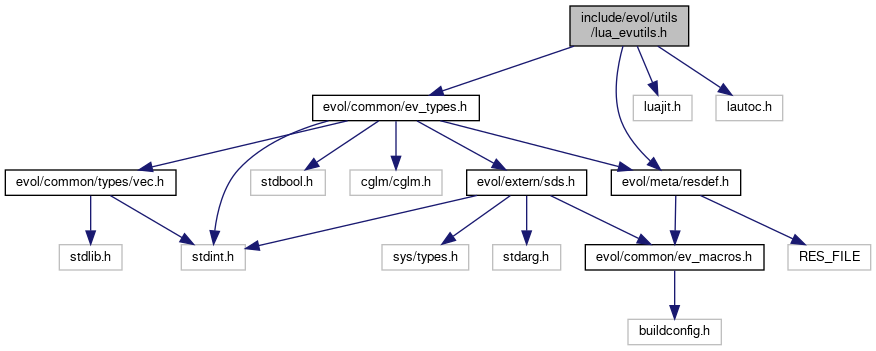 include/evol/utils
/lua_evutils.h
evol/common/ev_types.h
luajit.h
lautoc.h
evol/common/types/vec.h
stdbool.h
cglm/cglm.h
evol/extern/sds.h
evol/meta/resdef.h
stdlib.h
stdint.h
sys/types.h
stdarg.h
evol/common/ev_macros.h
RES_FILE
buildconfig.h